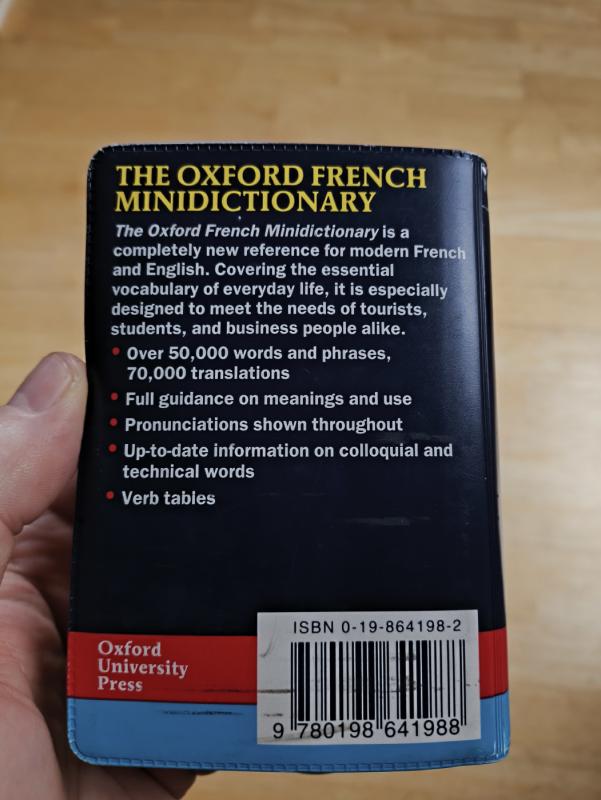 THE OXFORD FRENCH
MINIDICTIONARY
The Oxford French Minidictionary is a
completely new reference for modern French
and English. Covering the essential
vocabulary of everyday life, it is especially
designed to meet the needs of tourists,
students, and business people alike.
• Over 50,000 words and phrases,
70,000 translations
• Full guidance on meanings and use
• Pronunciations shown throughout
• Up-to-date information on colloquial and
technical words
• Verb tables
Oxford
University
Press
ISBN 0-19-864198-2
9 780198 641988